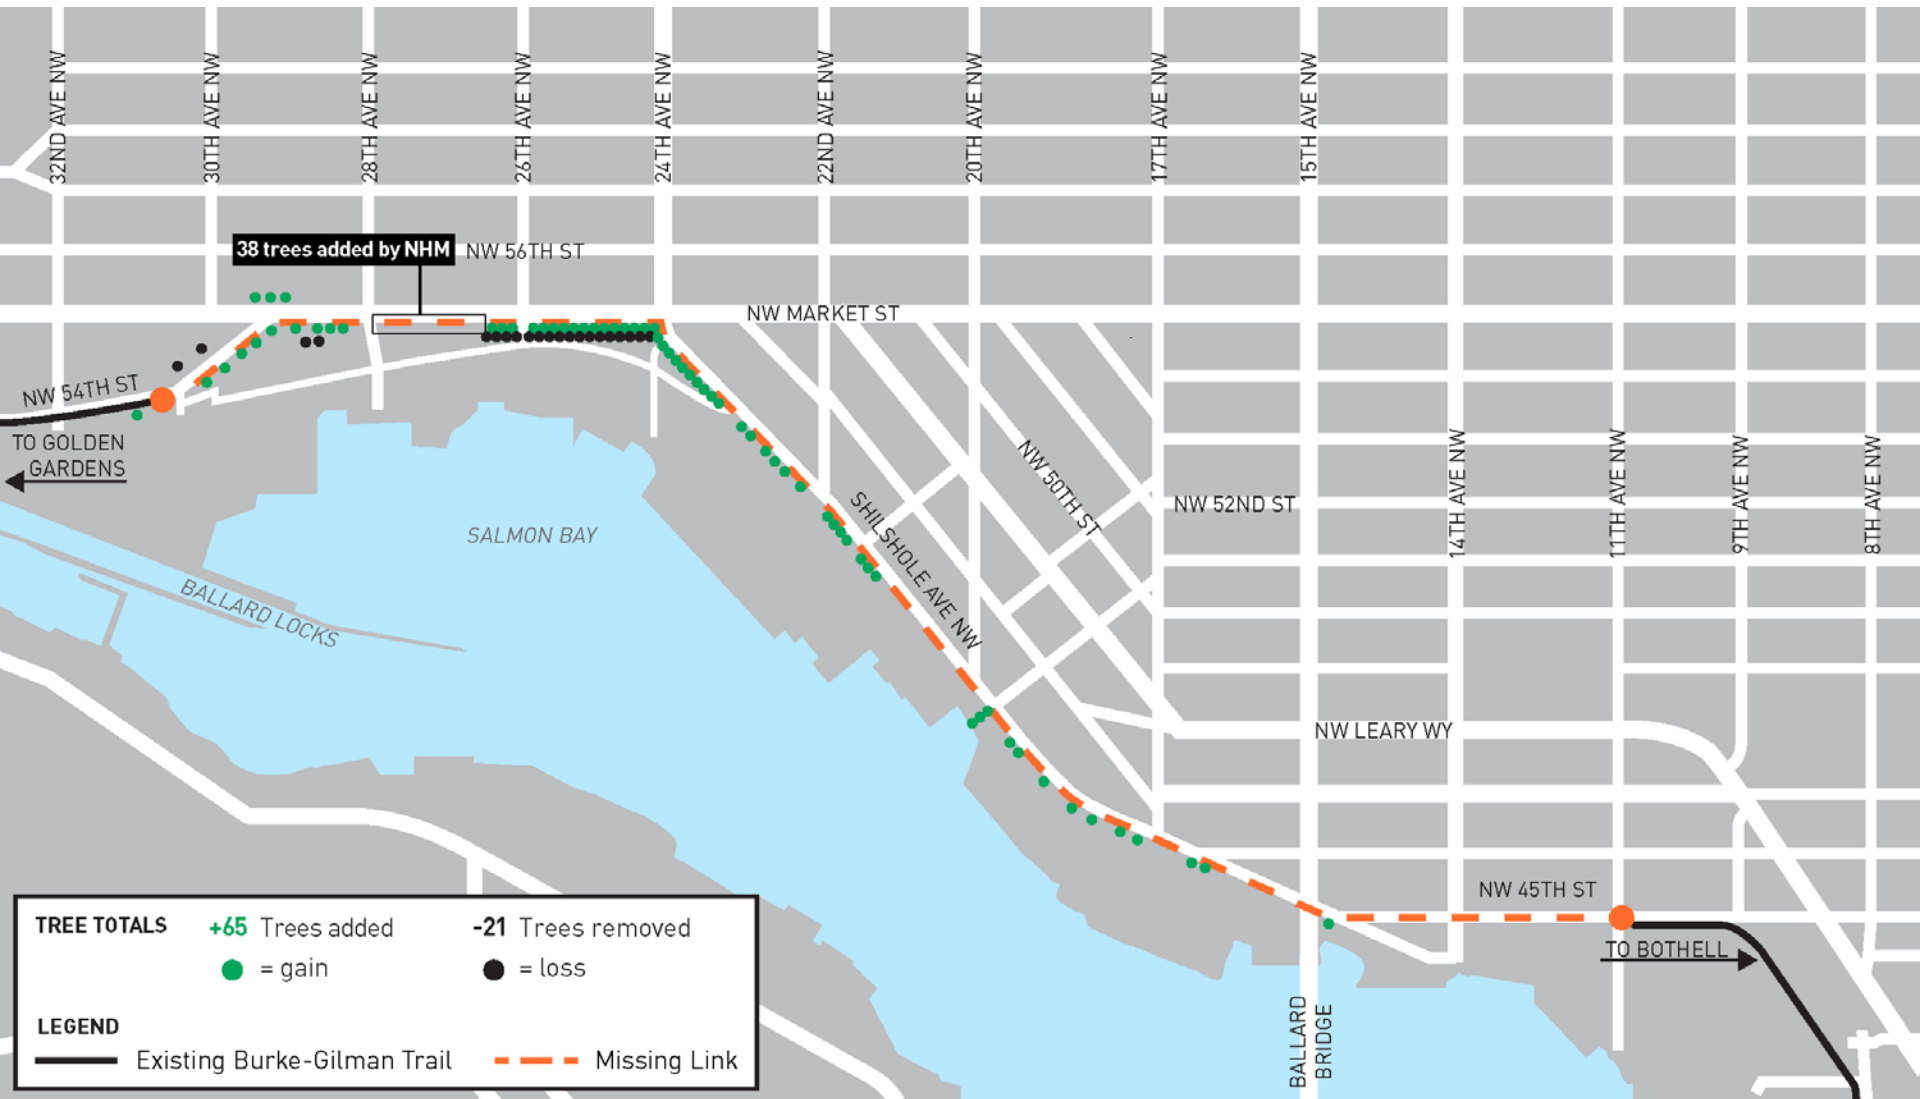 32ND AVE NW
30TH AVE NW
28TH AVE NW
26TH AVE NW
24TH AVE NW
22ND AVE NW
20TH AVE NW
17TH AVE NW
15TH AVE NW
38 trees added by NHM
NW 56TH ST
NW MARKET ST
NW 54TH ST
TO GOLDEN
GARDENS
SALMON BAY
BALLARD LOCKS
SHILSHOLE AVE NW
NW 50TH ST
NW 52ND ST
14TH AVE NW
11TH AVE NW
9TH AVE NW
8TH AVE NW
NW LEARY WY
NW 45TH ST
TO BOTHELL
BALLARD
BRIDGE
TREE TOTALS
+65 Trees added
-21 Trees removed
= gain
= loss
LEGEND
Existing Burke-Gilman Trail
Missing Link